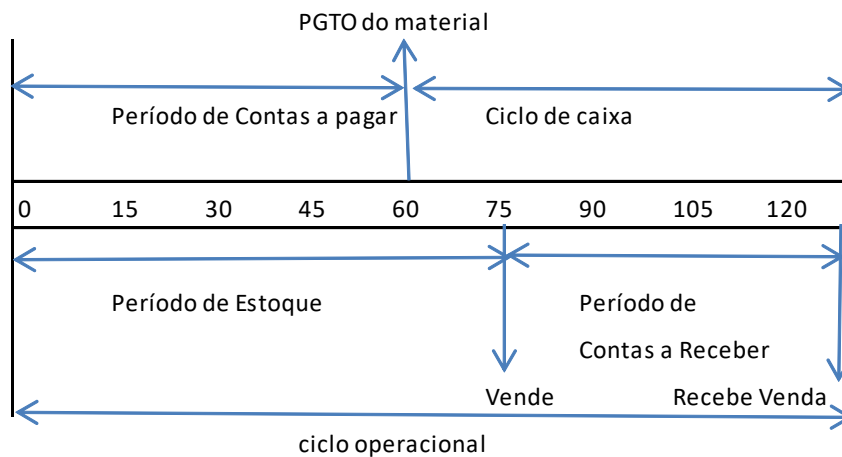 PGTO do material
Período de Contas a pagar Ciclo de caixa
0 15 30 45 60 75 90 105 120
Período de Estoque Período de
Contas a Receber
Vende Recebe Venda
ciclo operacional